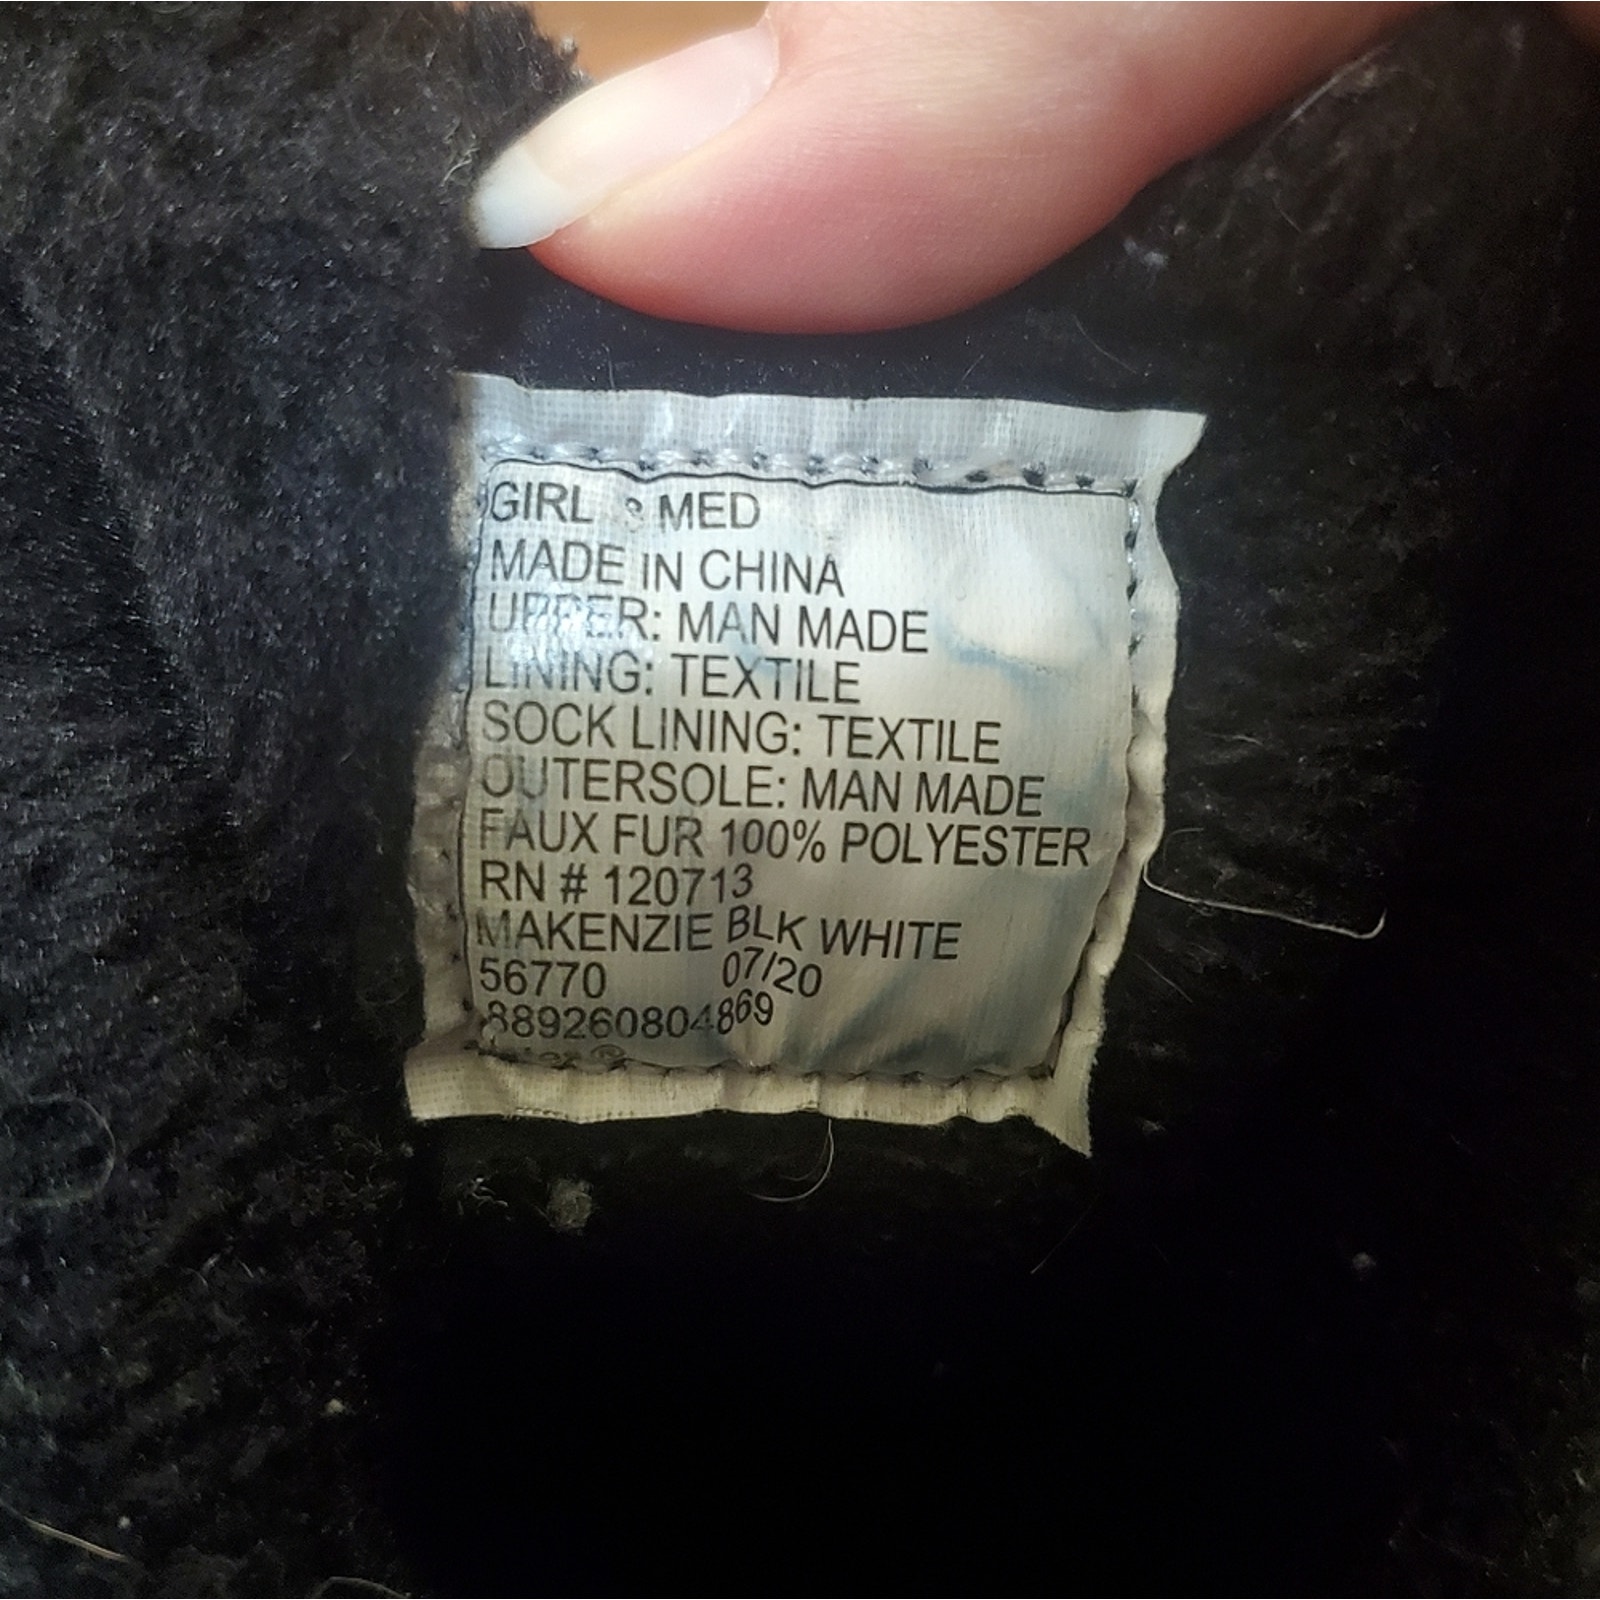 GIRL MED
MADE IN CHINA
UPPER: MAN MADE
LINING: TEXTILE
SOCK LINING: TEXTILE
OUTERSOLE: MAN MADE
FAUX FUR 100% POLYESTER
RN # 120713
MAKENZIE BLK WHITE
56770 07/20
889260804869